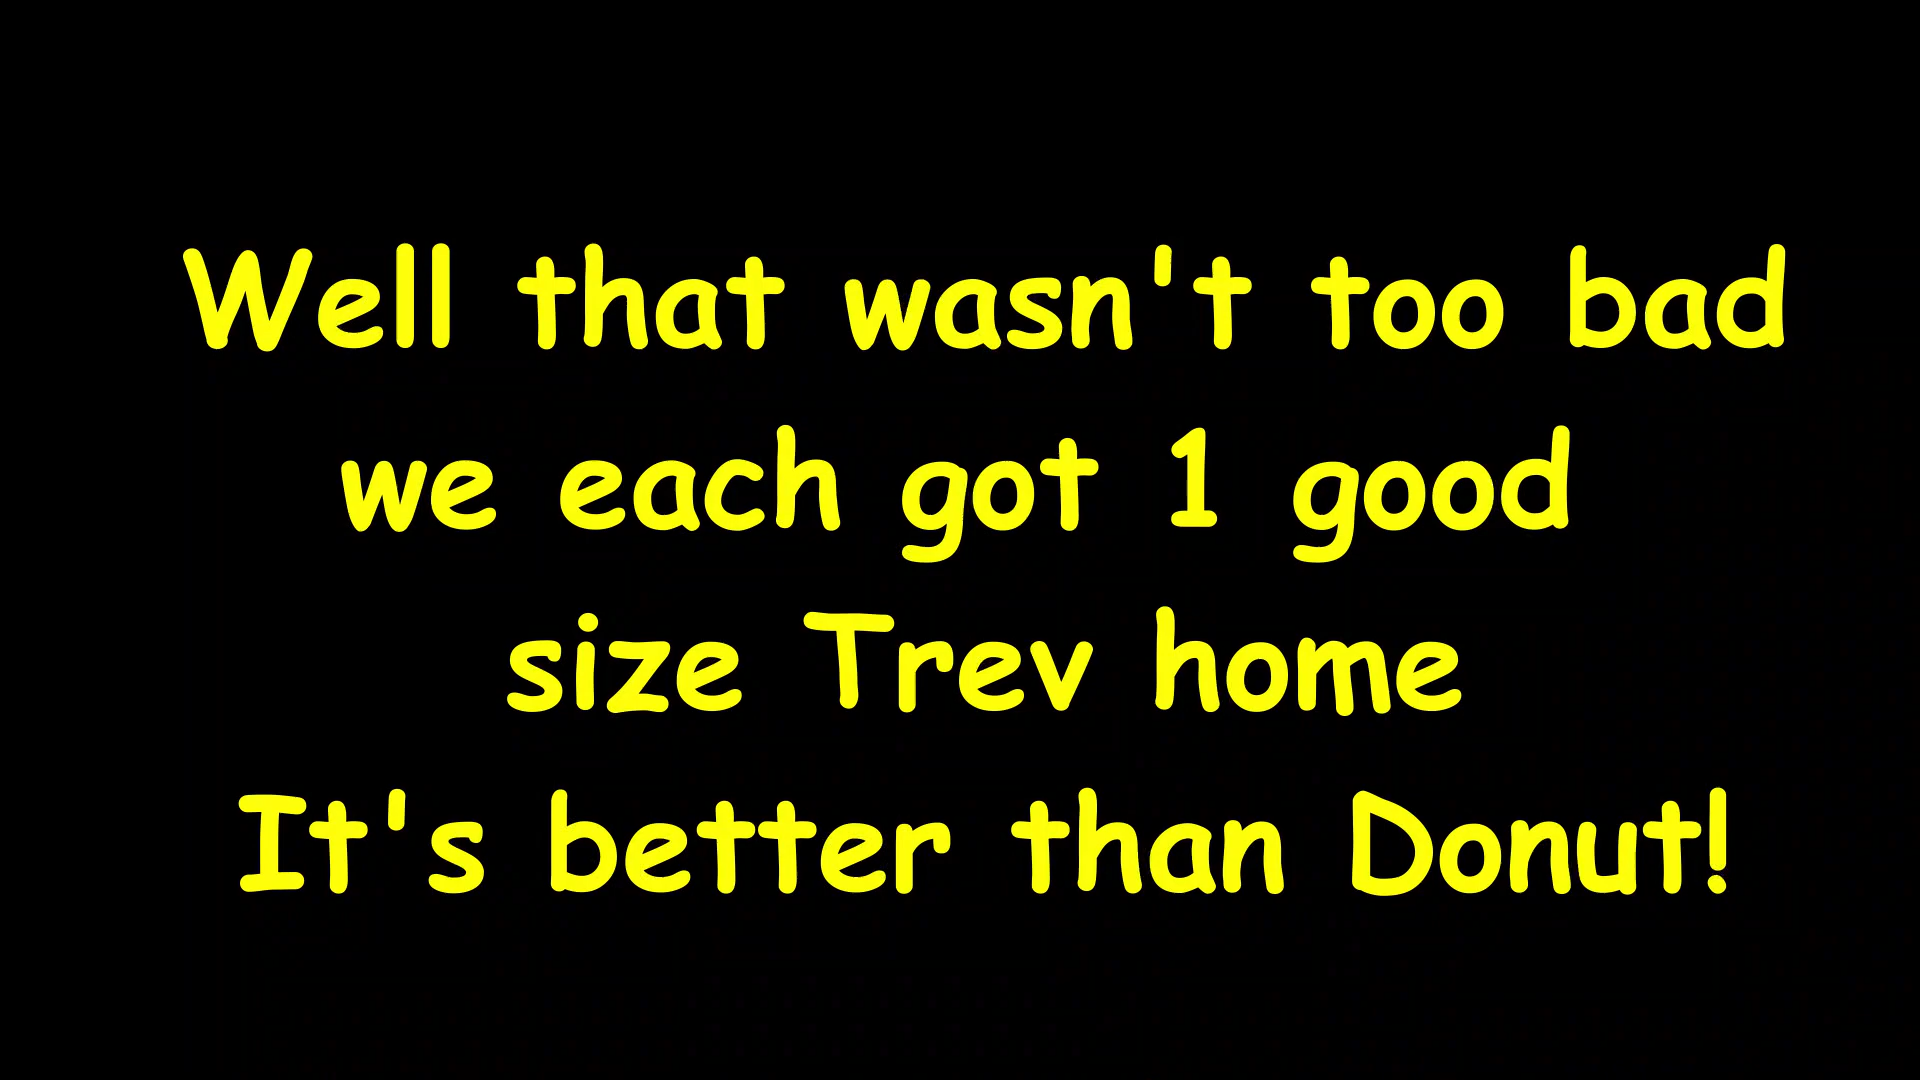 Well that wasn't too bad
we each got 1 good
size Trev home
It's better than Donut!